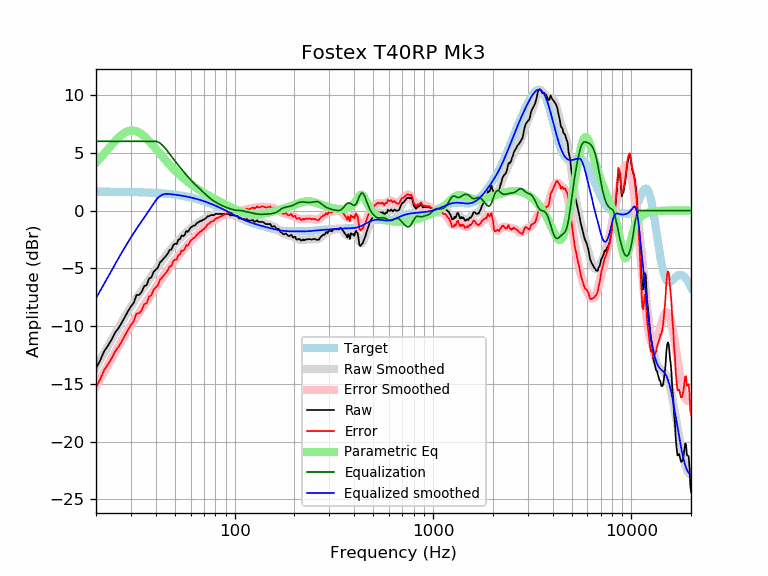 Fostex T40RP Mk3
Amplitude (dBr)
10
5
0
−5
−10
−15
−20
−25
Target
Raw Smoothed
Error Smoothed
Raw
Error
Parametric Eq
Equalization
Equalized smoothed
100 1000 10000
Frequency (Hz)